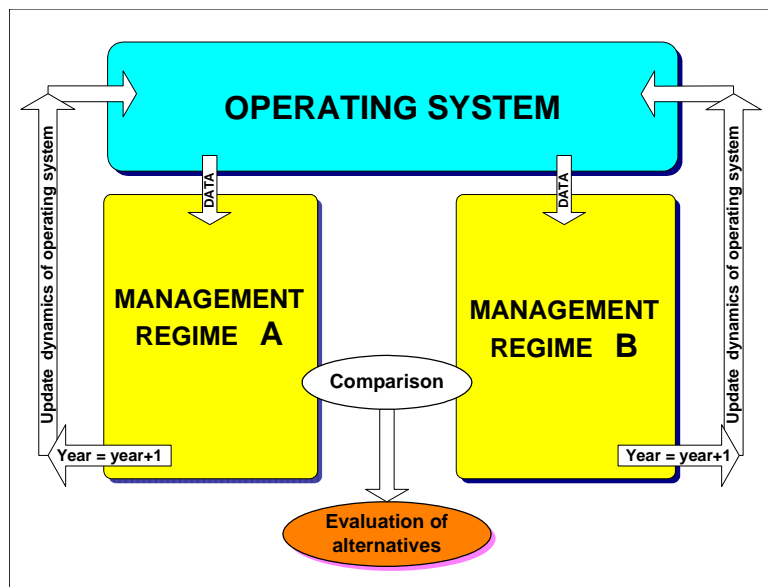 OPERATING SYSTEM
DATA
DATA
Update dynamics of operating system
Update dynamics of operating system
MANAGEMENT
REGIME A
MANAGEMENT
REGIME B
Comparison
Year = year+1
Year = year+1
Evaluation of
alternatives